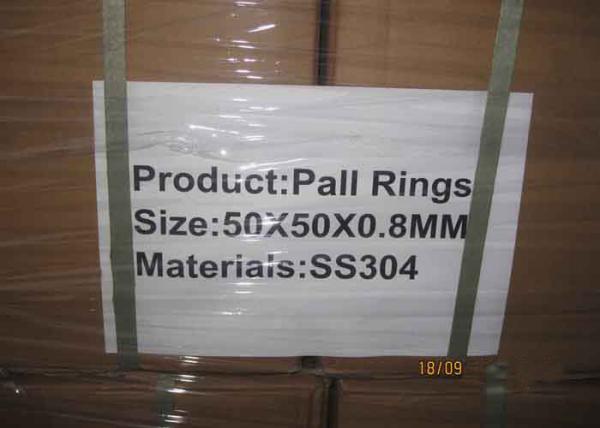 Product:Pall Rings
Size:50X50X0.8MM
Materials:SS304
18/09